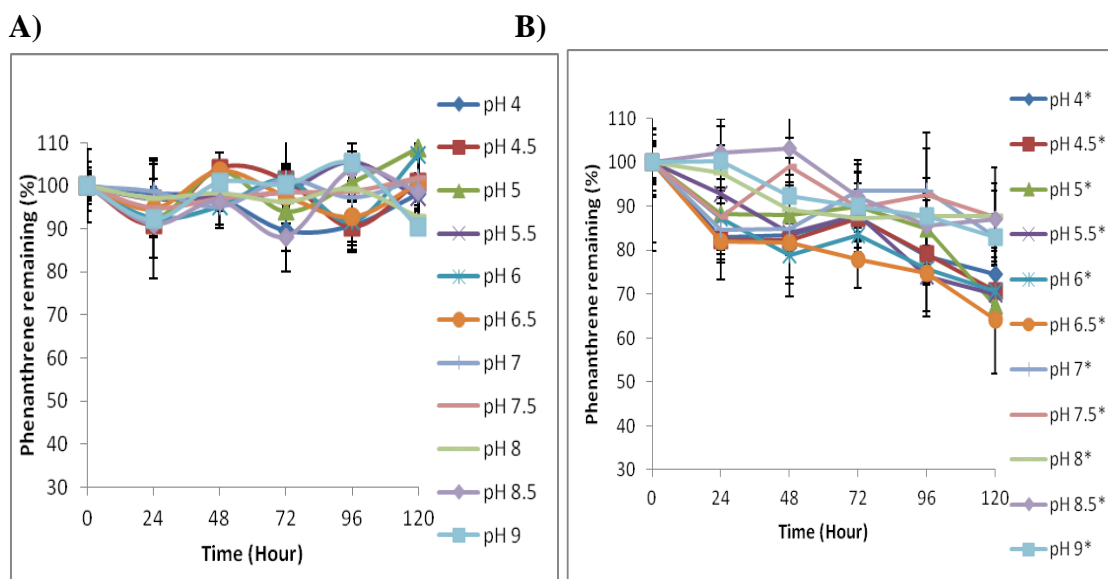 A)
B)
Phenanthrene remaining (%)
110
100
90
80
70
60
50
40
30
0 24 48 72 96 120
Time (Hour)
pH 4
pH 4.5
pH 5
pH 5.5
pH 6
pH 6.5
pH 7
pH 7.5
pH 8
pH 8.5
pH 9
Phenanthrene remaining (%)
110
100
90
80
70
60
50
40
30
0 24 48 72 96 120
Time (Hour)
pH 4*
pH 4.5*
pH 5*
pH 5.5*
pH 6*
pH 6.5*
pH 7*
pH 7.5*
pH 8*
pH 8.5*
pH 9*